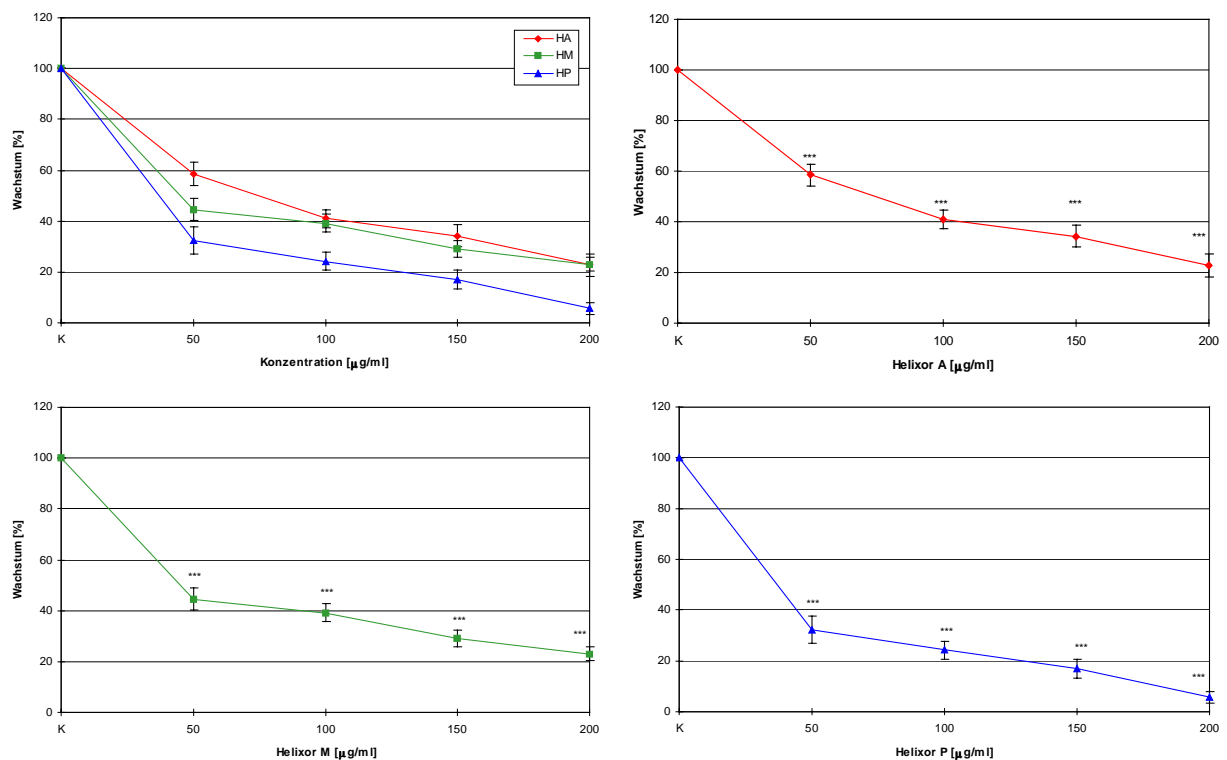 120
100
80
60
40
20
0
Wachstum [%]
HA
HM
HP
K 50 100 150 200
Konzentration [µg/ml]
120
100
80
60
40
20
0
Wachstum [%]
***
***
***
***
K 50 100 150 200
Helixor A [µg/ml]
120
100
80
60
40
20
0
Wachstum [%]
***
***
***
***
K 50 100 150 200
Helixor M [µg/ml]
120
100
80
60
40
20
0
Wachstum [%]
***
***
***
***
K 50 100 150 200
Helixor P [µg/ml]